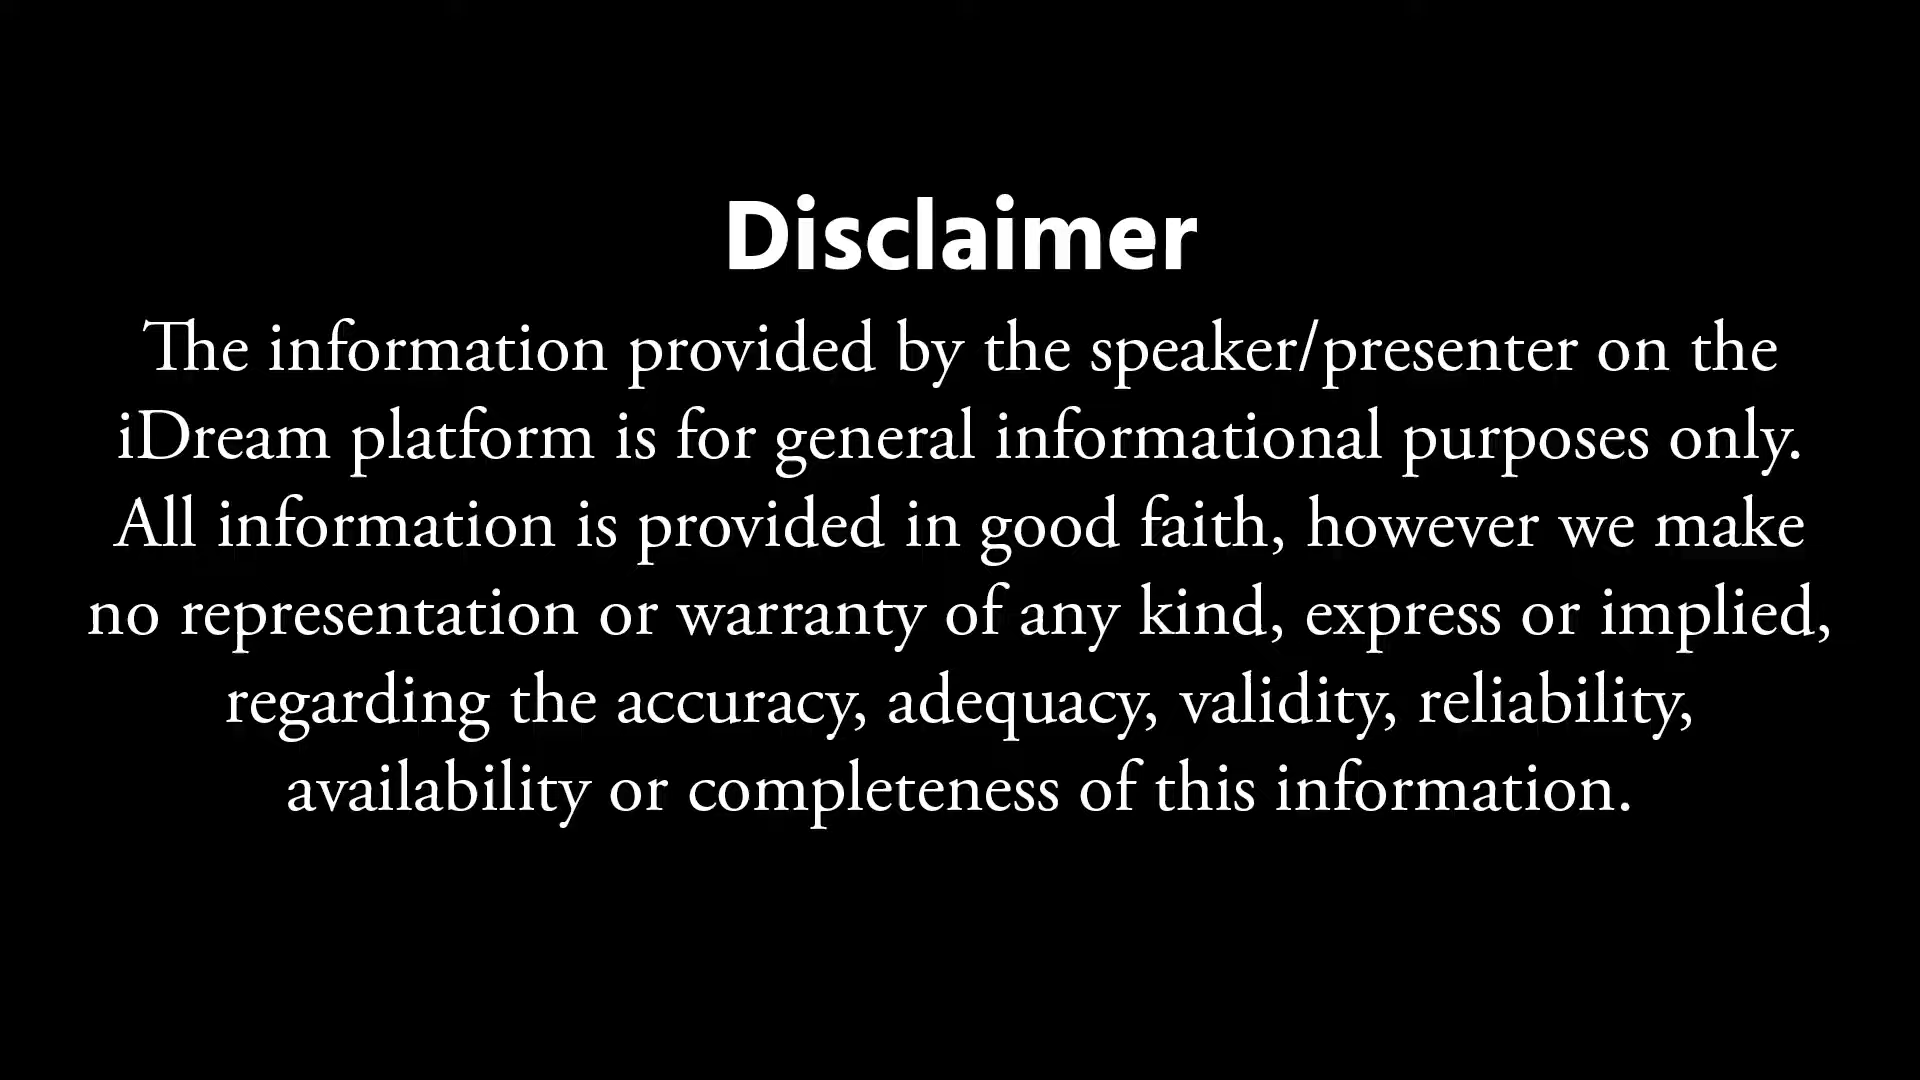 Disclaimer
The information provided by the speaker/presenter on the
iDream platform is for general informational purposes only.
All information is provided in good faith, however we make
no representation or warranty of any kind, express or implied,
regarding the accuracy, adequacy, validity, reliability,
availability or completeness of this information.